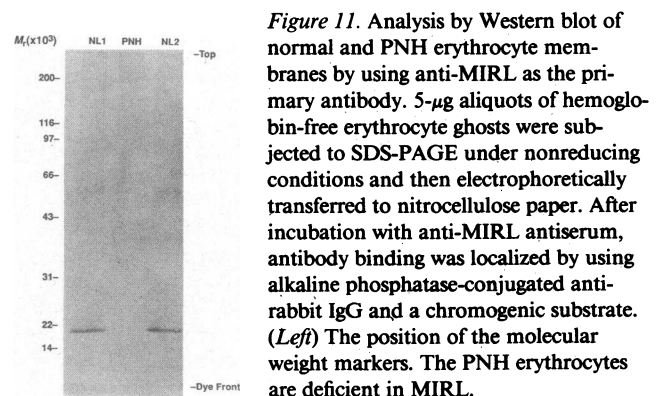 Mr(x10³) NL1 PNH NL2
–Top
200–
116–
97–
66–
43–
31–
22–
14–
–Dye Front
Figure 11. Analysis by Western blot of
normal and PNH erythrocyte mem-
branes by using anti-MIRL as the pri-
mary antibody. 5-μg aliquots of hemoglo-
bin-free erythrocyte ghosts were sub-
jected to SDS-PAGE under nonreducing
conditions and then electrophoretically
transferred to nitrocellulose paper. After
incubation with anti-MIRL antiserum,
antibody binding was localized by using
alkaline phosphatase-conjugated anti-
rabbit IgG and a chromogenic substrate.
(Left) The position of the molecular
weight markers. The PNH erythrocytes
are deficient in MIRL.